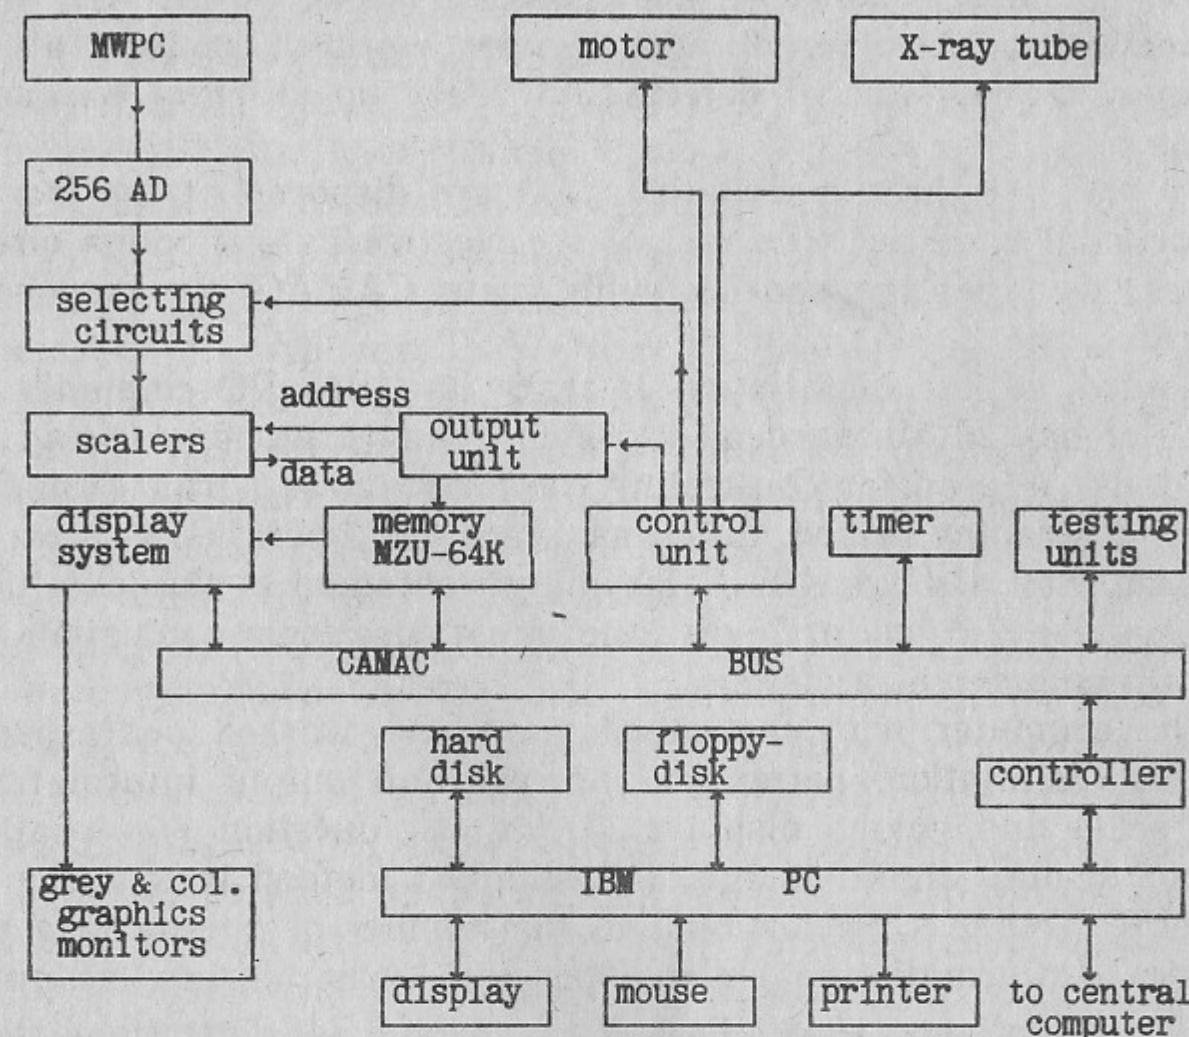 MWPC
motor
X-ray tube
256 AD
selecting
circuits
address
scalers
output
unit
data
display
system
memory
MZU-64K
control
unit
timer
testing
units
CAMAC BUS
hard
disk
floppy-
disk
controller
grey & col.
graphics
monitors
IBM PC
display
mouse
printer
to central
computer